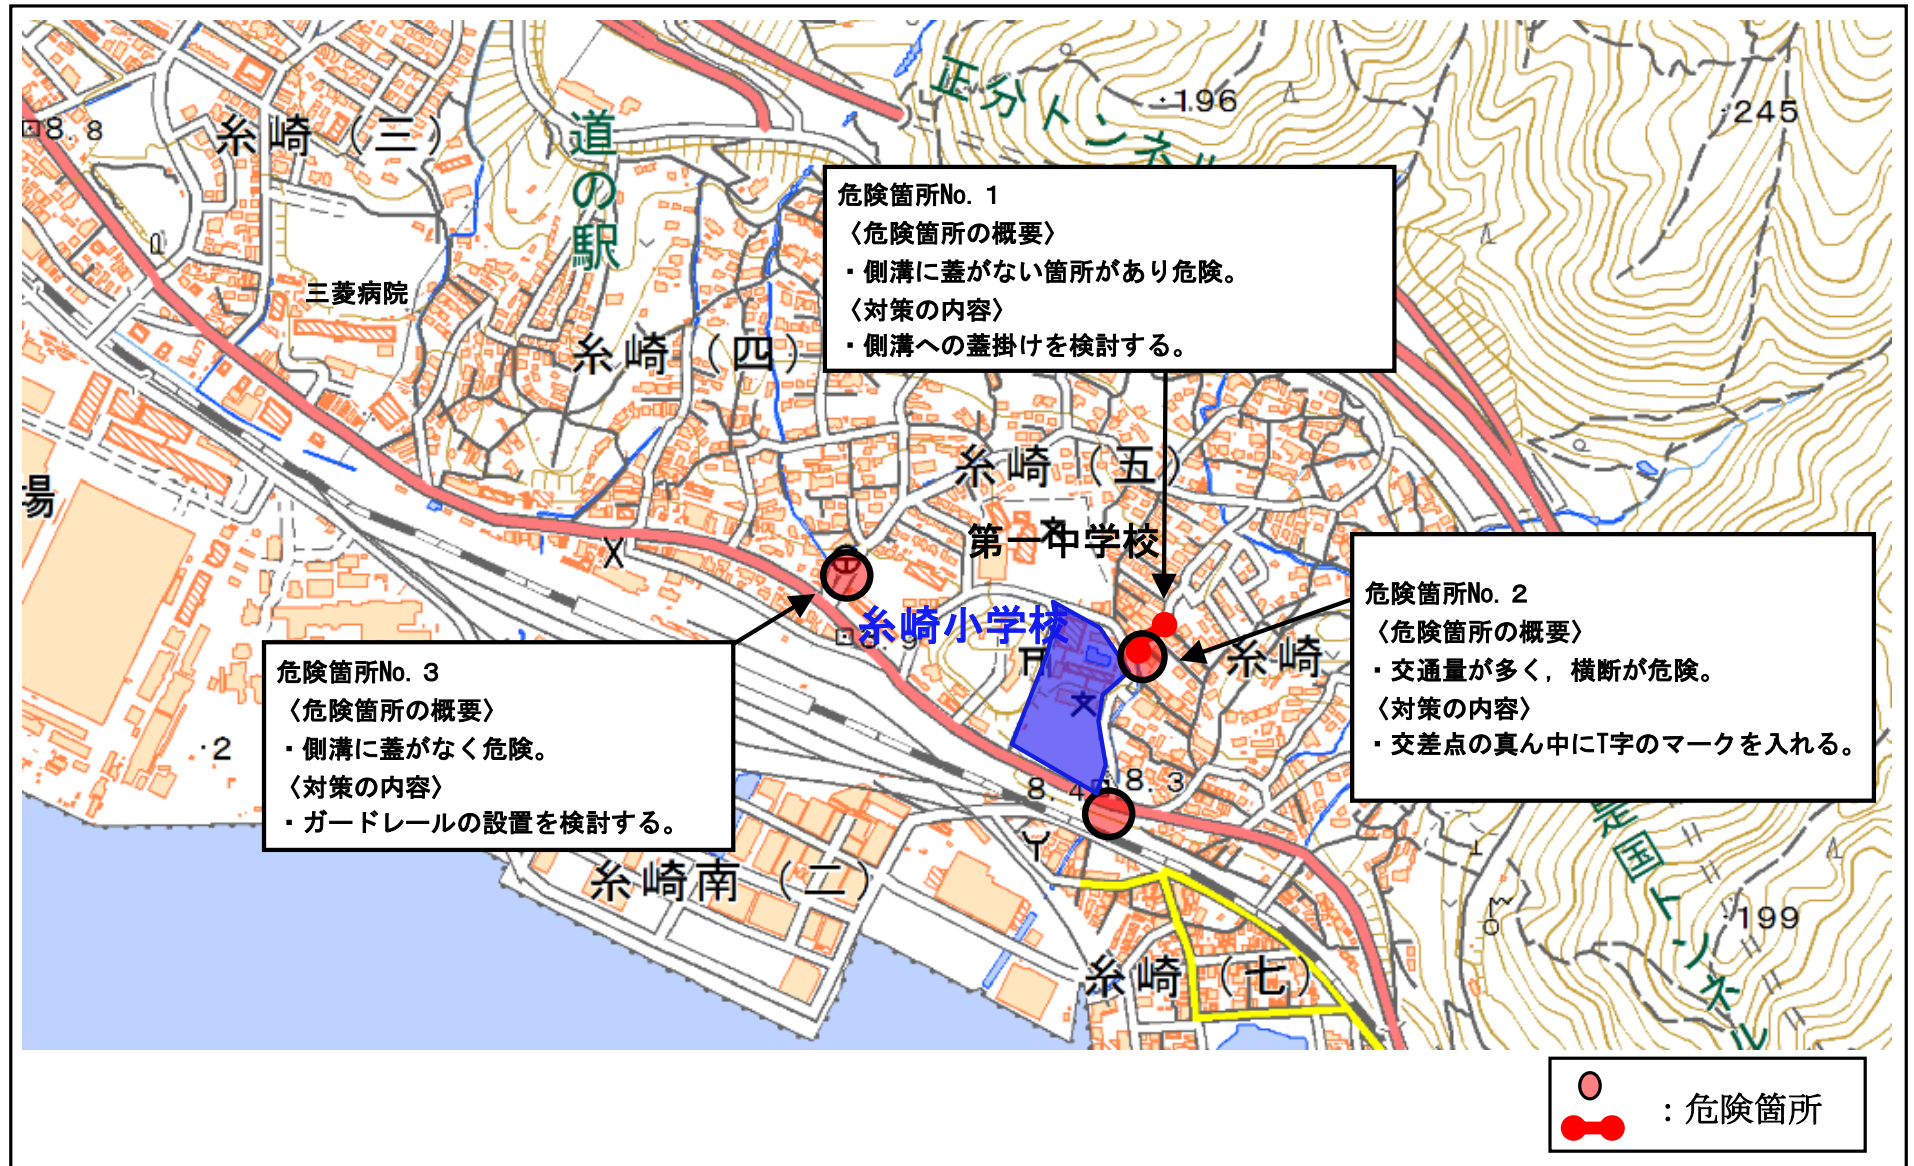 正分トンネル
196
245
8.8
糸崎（三）
道の駅
危険箇所No. 1
〈危険箇所の概要〉
・側溝に蓋がない箇所があり危険。
〈対策の内容〉
・側溝への蓋掛けを検討する。
三菱病院
糸崎（四）
糸崎（五）
場
第一中学校
危険箇所No. 2
〈危険箇所の概要〉
・交通量が多く，横断が危険。
〈対策の内容〉
・交差点の真ん中にT字のマークを入れる。
糸崎小学校
糸崎
危険箇所No. 3
〈危険箇所の概要〉
・側溝に蓋がなく危険。
〈対策の内容〉
・ガードレールの設置を検討する。
2
8.4
8.3
是国トンネル
糸崎南（二）
199
糸崎（七）
：危険箇所